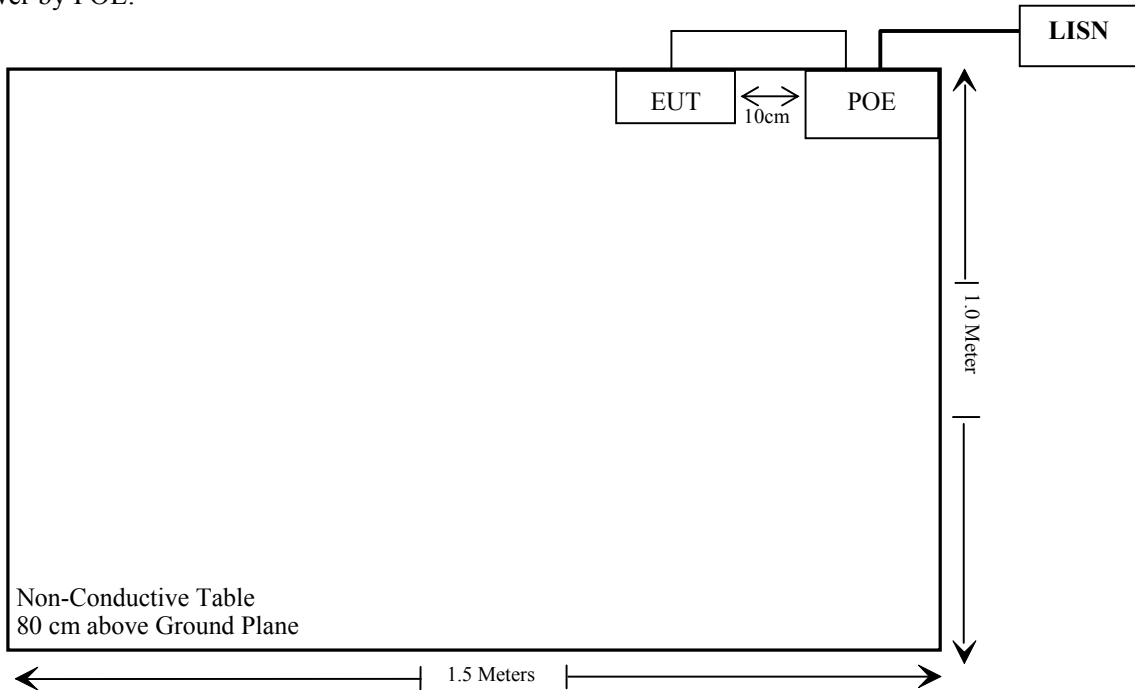 by POE.
LISN
EUT
POE
10cm
1.0 Meter
Non-Conductive Table
80 cm above Ground Plane
1.5 Meters